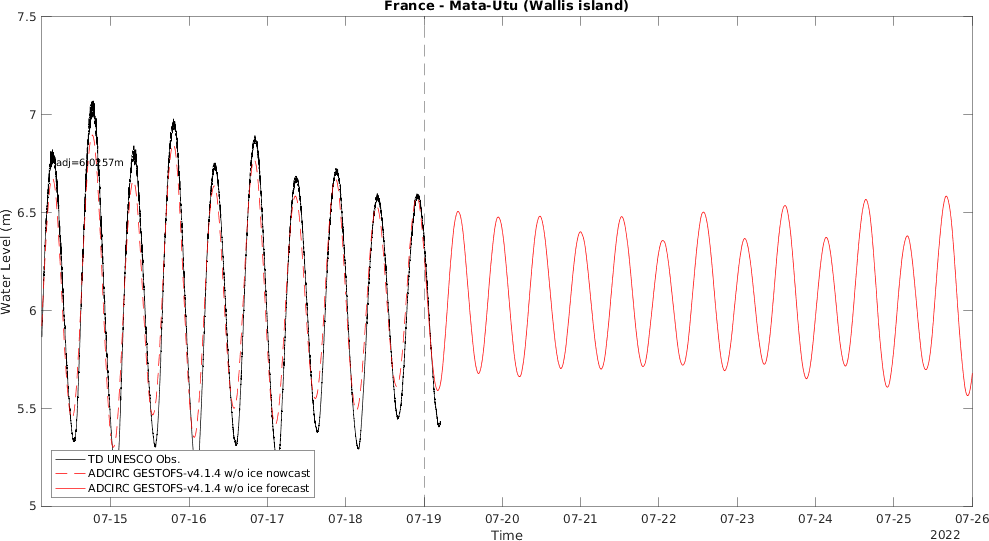 France - Mata-Utu (Wallis island)
7.5
7
6.5
6
5.5
5
Water Level (m)
adj=6.0257m
TD UNESCO Obs.
ADCIRC GESTOFS-v4.1.4 w/o ice nowcast
ADCIRC GESTOFS-v4.1.4 w/o ice forecast
07-15 07-16 07-17 07-18 07-19 07-20 07-21 07-22 07-23 07-24 07-25 07-26
Time
2022